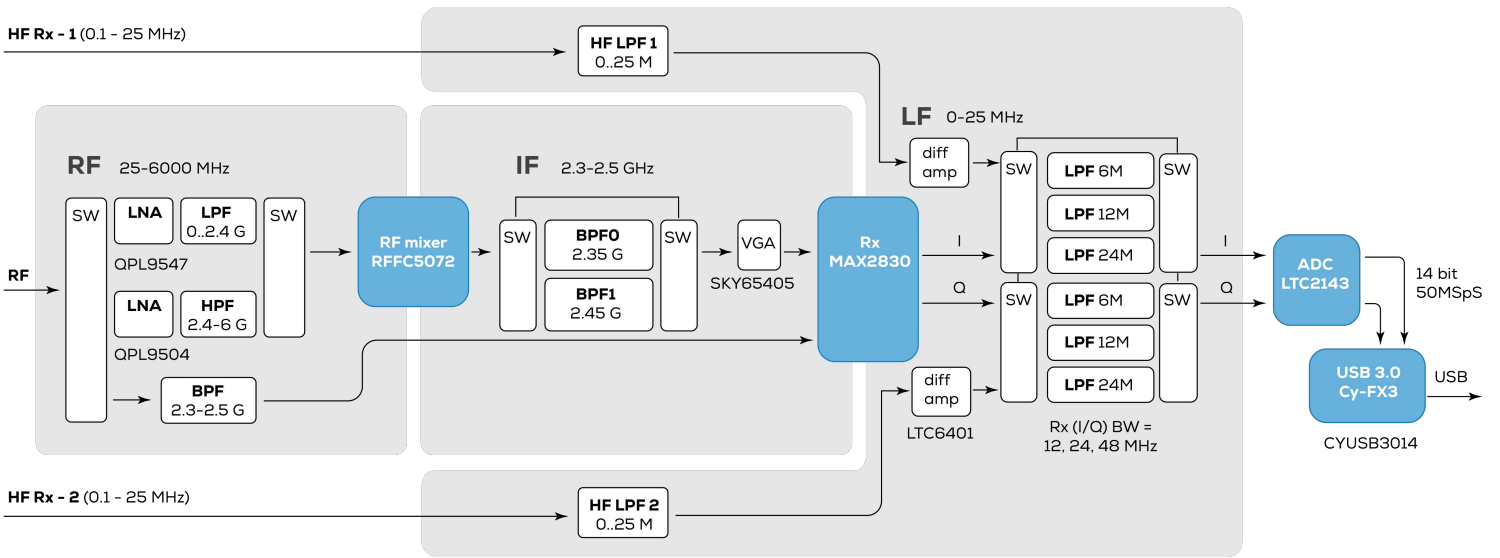 HF Rx - 1 (0.1 - 25 MHz)
HF LPF 1
0..25 M
RF 25-6000 MHz
SW
LNA
LPF
0..2.4 G
SW
QPL9547
RF
LNA
HPF
2.4-6 G
QPL9504
BPF
2.3-2.5 G
RF mixer
RFFC5072
IF 2.3-2.5 GHz
SW
BPF0
2.35 G
SW
BPF1
2.45 G
VGA
SKY65405
Rx
MAX2830
I
Q
LF 0-25 MHz
diff
amp
SW
LPF 6M
SW
LPF 12M
LPF 24M
SW
LPF 6M
SW
LPF 12M
LPF 24M
diff
amp
LTC6401
Rx (I/Q) BW =
12, 24, 48 MHz
I
Q
ADC
LTC2143
14 bit
50MSpS
USB 3.0
Cy-FX3
USB
CYUSB3014
HF Rx - 2 (0.1 - 25 MHz)
HF LPF 2
0..25 M